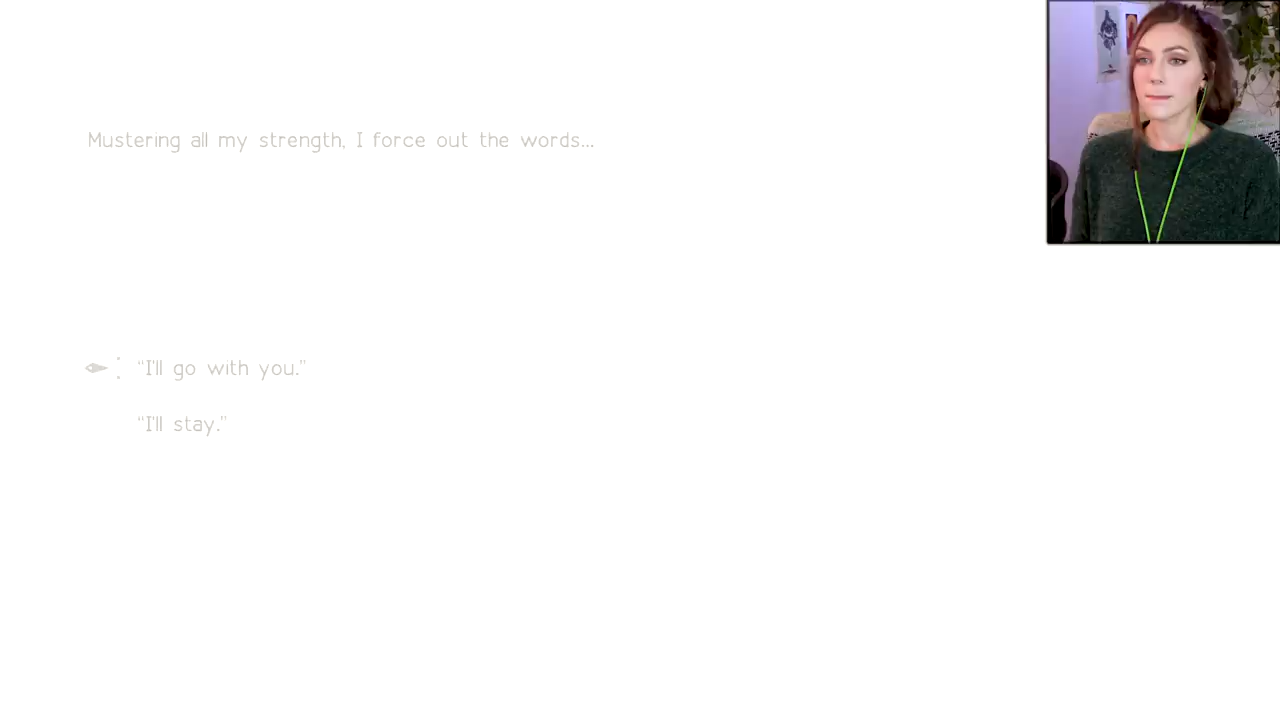 Mustering all my strength, I force out the words...
“I'll go with you.”
“I'll stay.”